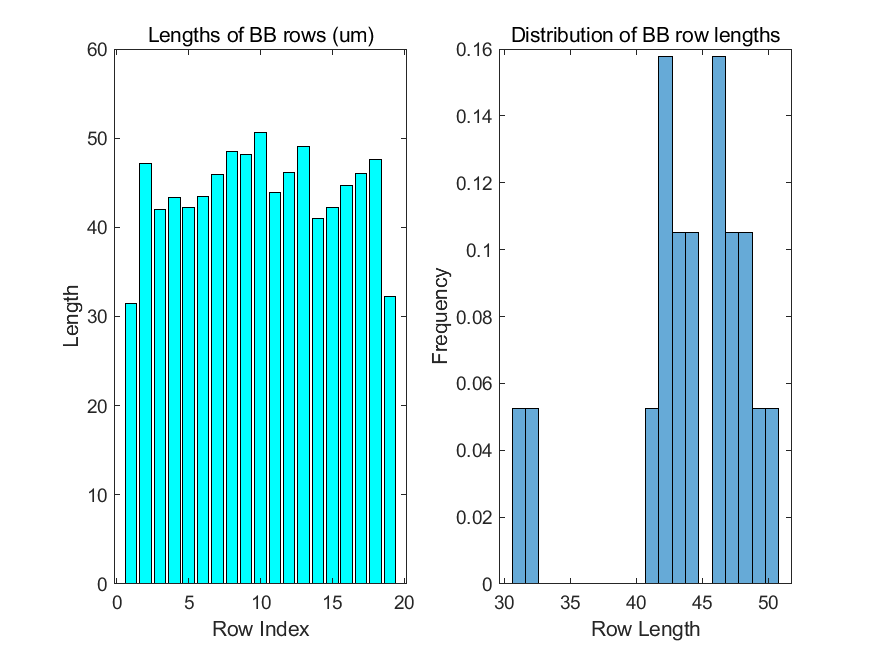 Lengths of BB rows (um)
60
50
40
30
20
10
0
Length
0 5 10 15 20
Row Index
Distribution of BB row lengths
0.16
0.14
0.12
0.1
0.08
0.06
0.04
0.02
0
Frequency
30 35 40 45 50
Row Length